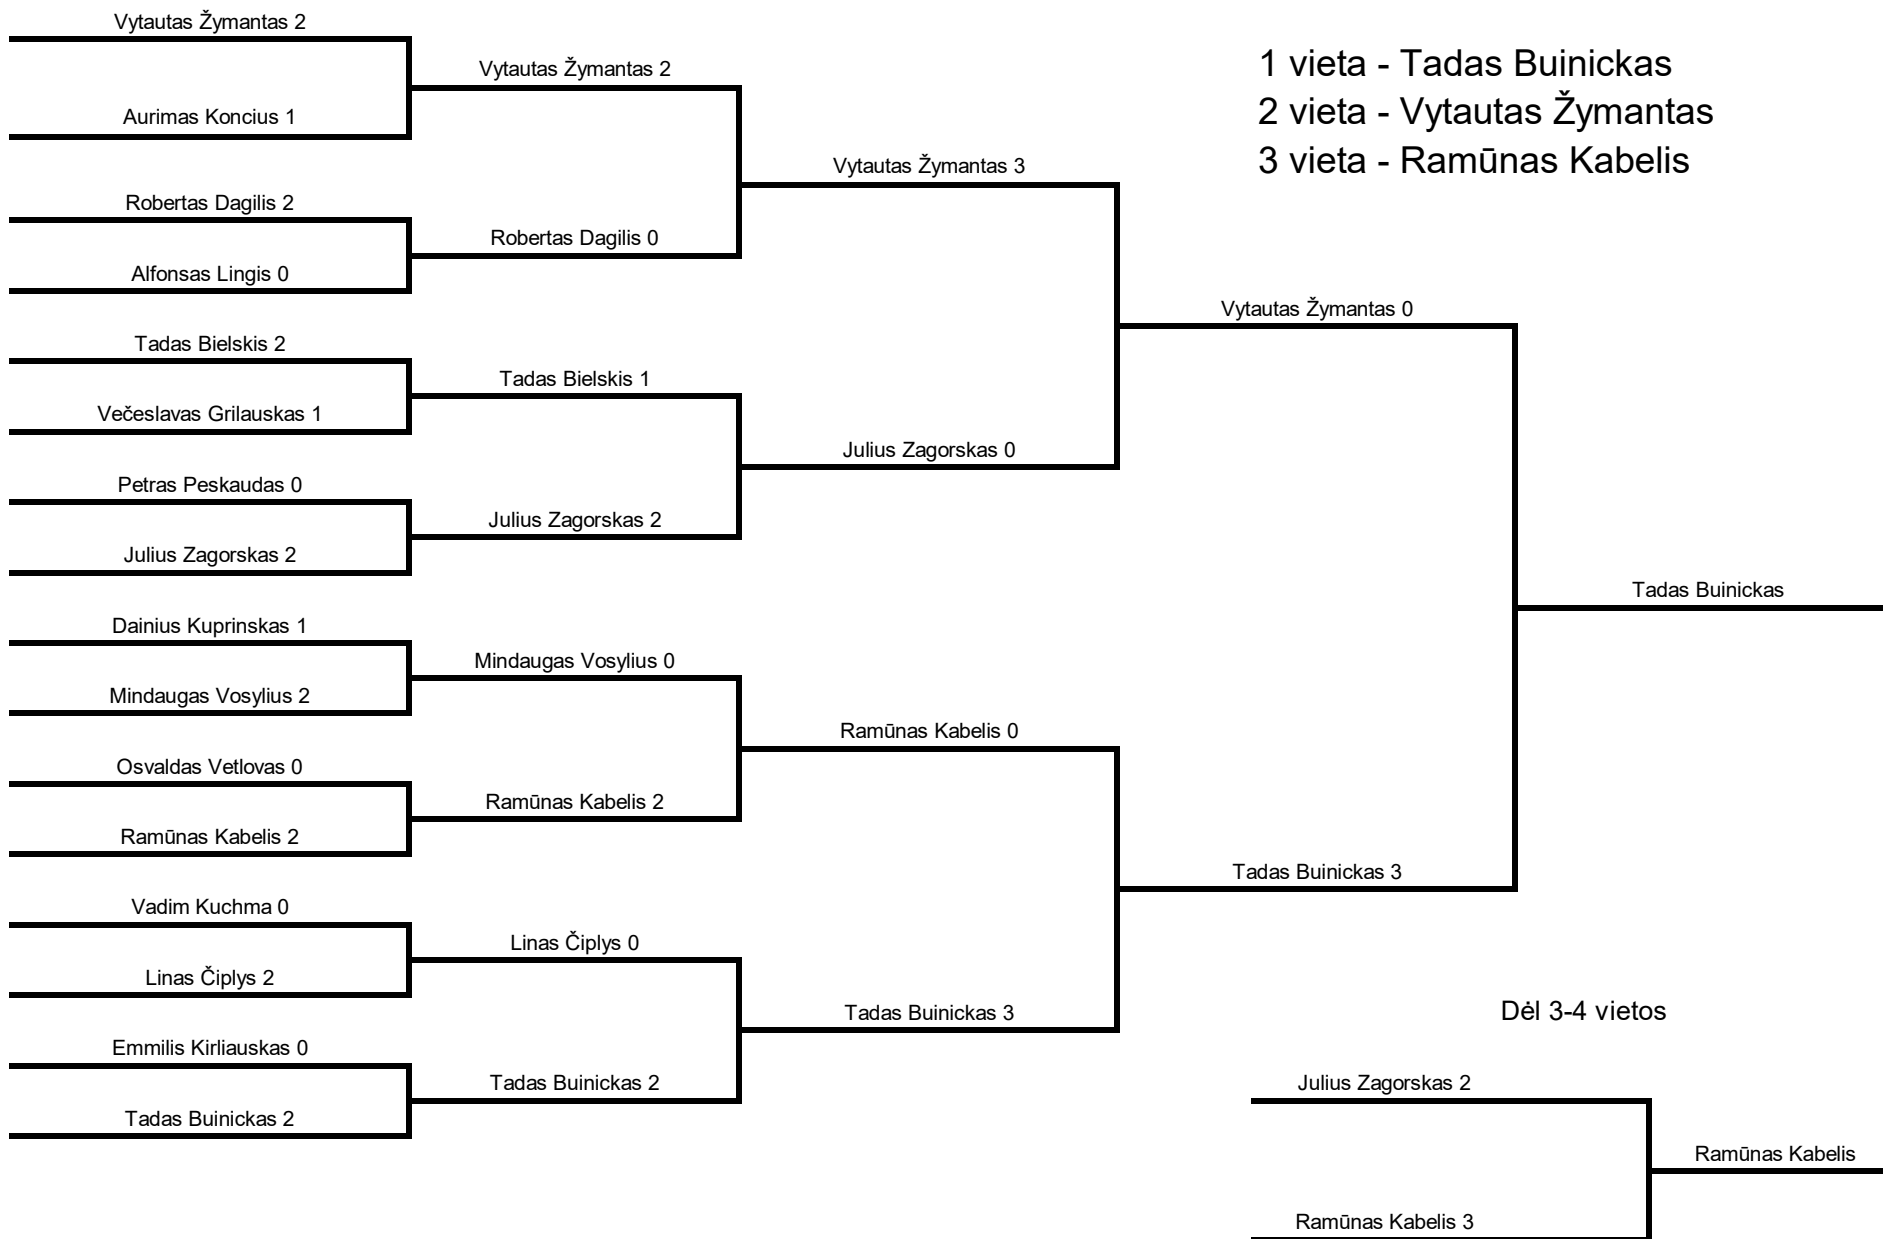 Vytautas Žymantas 2
Aurimas Koncius 1
Robertas Dagilis 2
Alfonsas Lingis 0
Tadas Bielskis 2
Večeslavas Grilauskas 1
Petras Peskaudas 0
Julius Zagorskas 2
Dainius Kuprinskas 1
Mindaugas Vosylius 2
Osvaldas Vetlovas 0
Ramūnas Kabelis 2
Vadim Kuchma 0
Linas Čiplys 2
Emmilis Kirliauskas 0
Tadas Buinickas 2
Vytautas Žymantas 2
Robertas Dagilis 0
Tadas Bielskis 1
Julius Zagorskas 2
Mindaugas Vosylius 0
Ramūnas Kabelis 2
Linas Čiplys 0
Tadas Buinickas 2
Vytautas Žymantas 3
Julius Zagorskas 0
Ramūnas Kabelis 0
Tadas Buinickas 3
Vytautas Žymantas 0
Tadas Buinickas 3
Tadas Buinickas
1 vieta - Tadas Buinickas
2 vieta - Vytautas Žymantas
3 vieta - Ramūnas Kabelis
Dėl 3-4 vietos
Julius Zagorskas 2
Ramūnas Kabelis 3
Ramūnas Kabelis